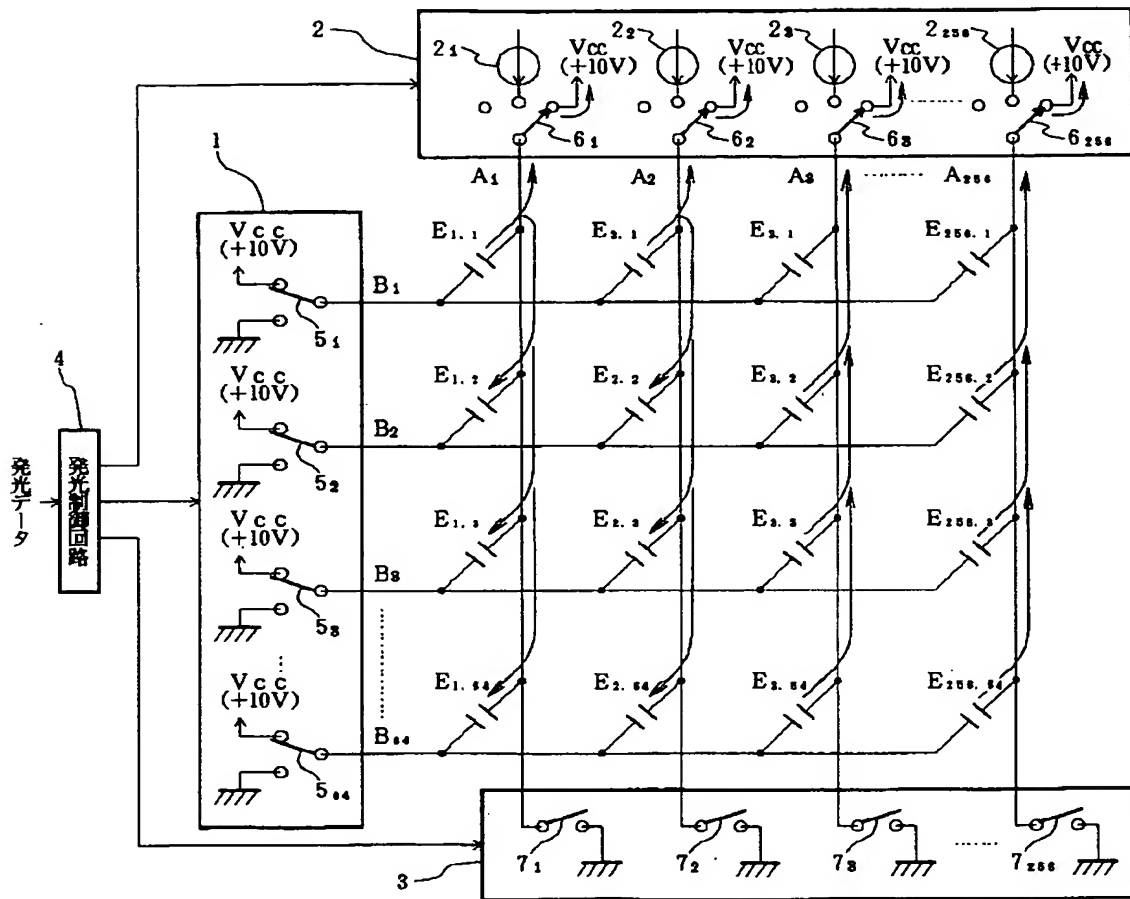 2
2₁
Vcc
(+10V)
2₂
Vcc
(+10V)
2₃
Vcc
(+10V)
2₂₅₆
Vcc
(+10V)
6₁
6₂
6₃
6₂₅₆
1
A₁
A₂
A₃
A₂₅₆
Vcc
(+10V)
5₁
B₁
E₁.₁
E₂.₁
E₃.₁
E₂₅₆.₁
4
Vcc
(+10V)
5₂
B₂
E₁.₂
E₂.₂
E₃.₂
E₂₅₆.₂
発光データ
発光制御回路
Vcc
(+10V)
5₃
B₃
E₁.₃
E₂.₃
E₃.₃
E₂₅₆.₃
Vcc
(+10V)
5₆₄
B₆₄
E₁.₆₄
E₂.₆₄
E₃.₆₄
E₂₅₆.₆₄
3
7₁
7₂
7₃
7₂₅₆